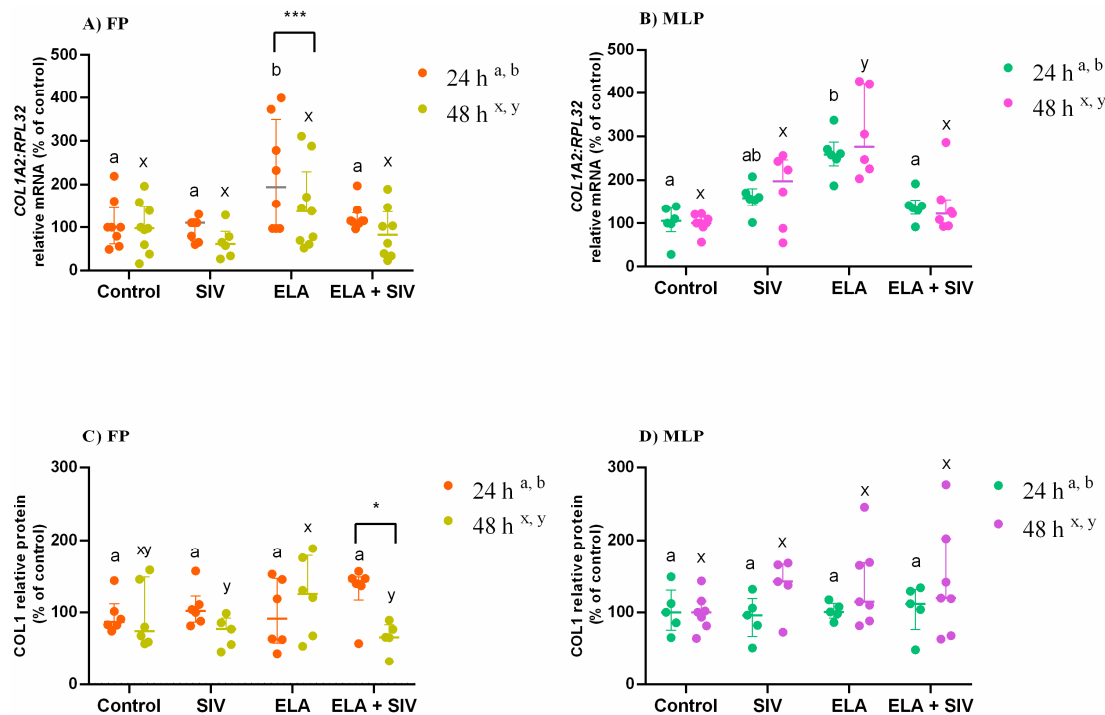 A) FP
***
COL1A2:RPL32
relative mRNA (% of control)
500
400
300
200
100
0
a
x
a
x
b
x
a
x
Control
SIV
ELA
ELA + SIV
24 h a, b
48 h x, y
B) MLP
COL1A2:RPL32
relative mRNA (% of control)
500
400
300
200
100
0
a
x
ab
x
b
y
a
x
Control
SIV
ELA
ELA + SIV
24 h a, b
48 h x, y
C) FP
COL1 relative protein
(% of control)
300
200
100
0
a
xy
a
y
a
x
*
a
y
Control
SIV
ELA
ELA + SIV
24 h a, b
48 h x, y
D) MLP
COL1 relative protein
(% of control)
300
200
100
0
a
x
a
x
a
x
a
x
Control
SIV
ELA
ELA + SIV
24 h a, b
48 h x, y